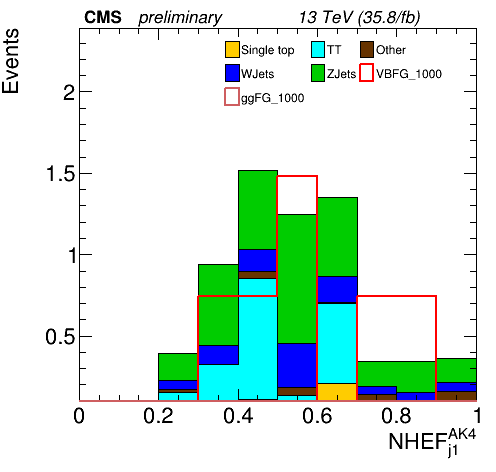 CMS preliminary 13 TeV (35.8/fb)
Events
Single top TT Other
WJets ZJets VBFG_1000
ggFG_1000
2
1.5
1
0.5
0 0.2 0.4 0.6 0.8 1
NHEF^{AK4}_{j1}